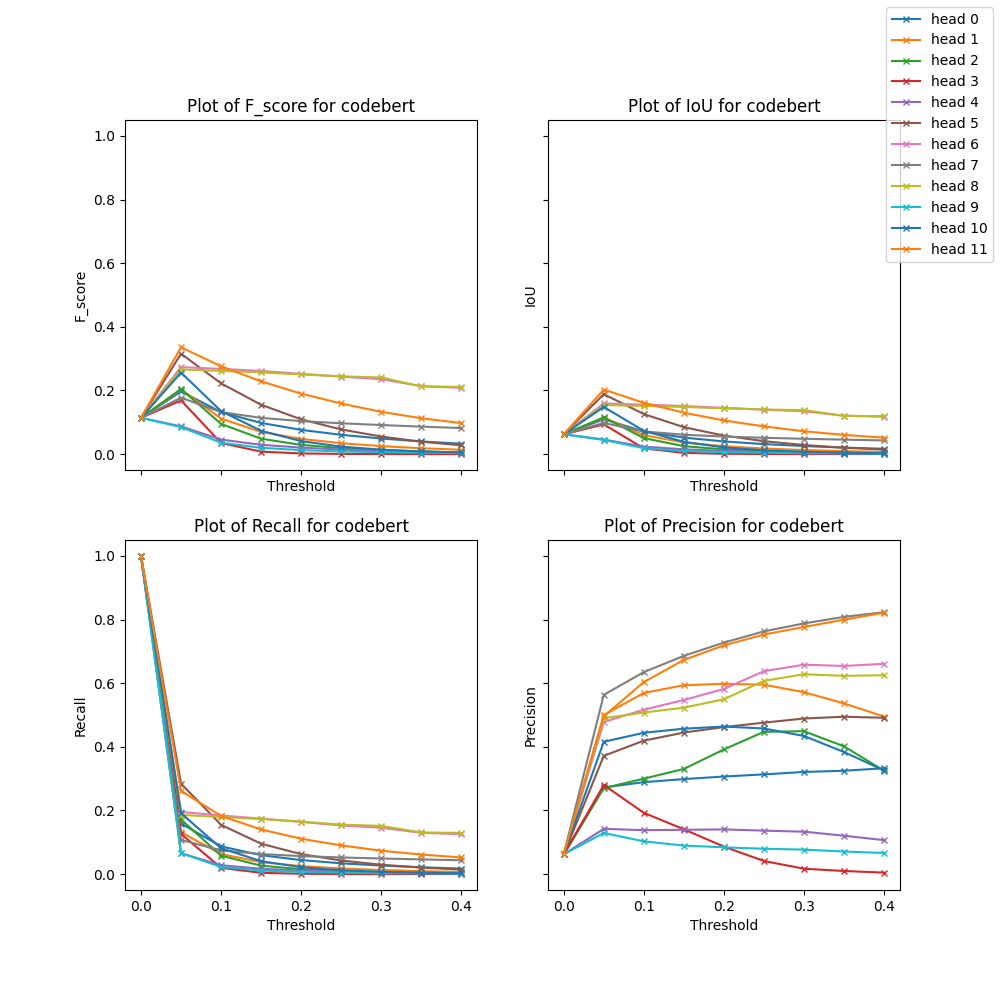 head 0
head 1
head 2
head 3
head 4
head 5
head 6
head 7
head 8
head 9
head 10
head 11
Plot of F_score for codebert
1.0
0.8
0.6
0.4
0.2
0.0
F_score
Threshold
Plot of IoU for codebert
IoU
Threshold
Plot of Recall for codebert
1.0
0.8
0.6
0.4
0.2
0.0
Recall
0.0 0.1 0.2 0.3 0.4
Threshold
Plot of Precision for codebert
Precision
0.0 0.1 0.2 0.3 0.4
Threshold